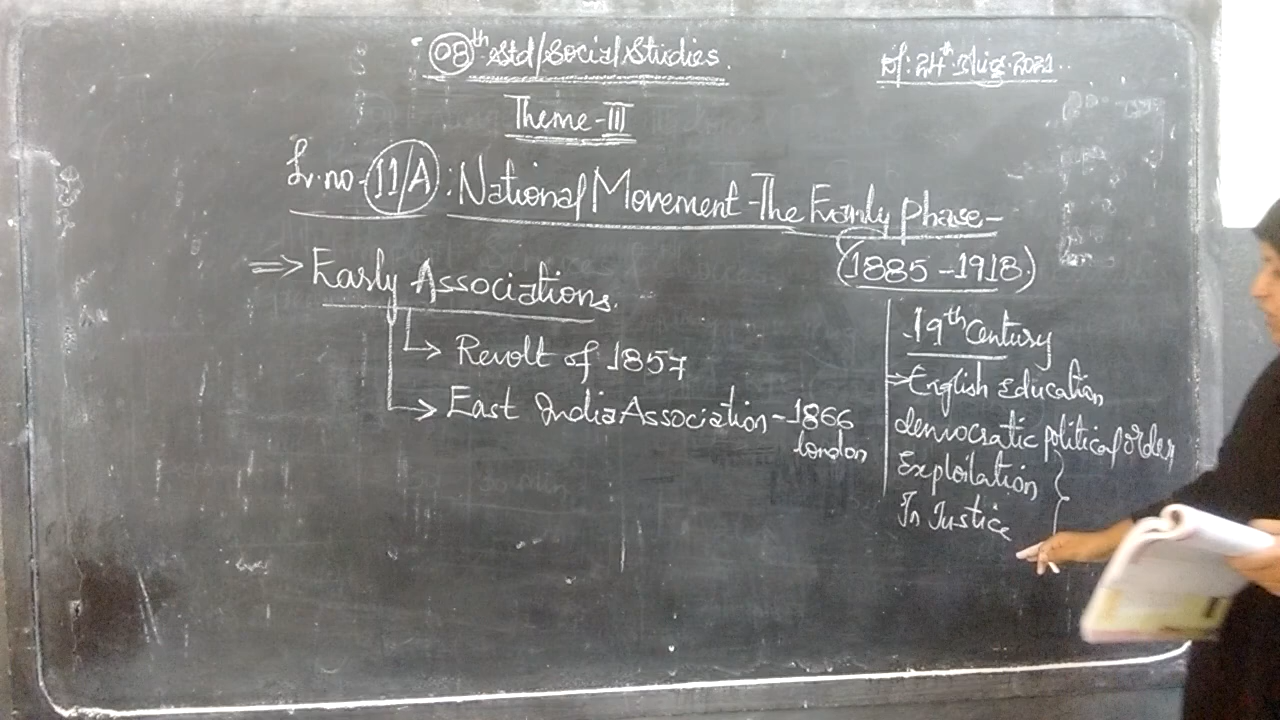 08th Std/Social Studies.
Dt: 24th Aug. 2021..
Theme-III
Lr.no-11/A: National Movement-The Early phase-
(1885-1918)
=> Early Associations.
Revolt of 1857
East India Association-1866
london
19th Century
=> English Education
democratic political order
Exploilation
In Justice